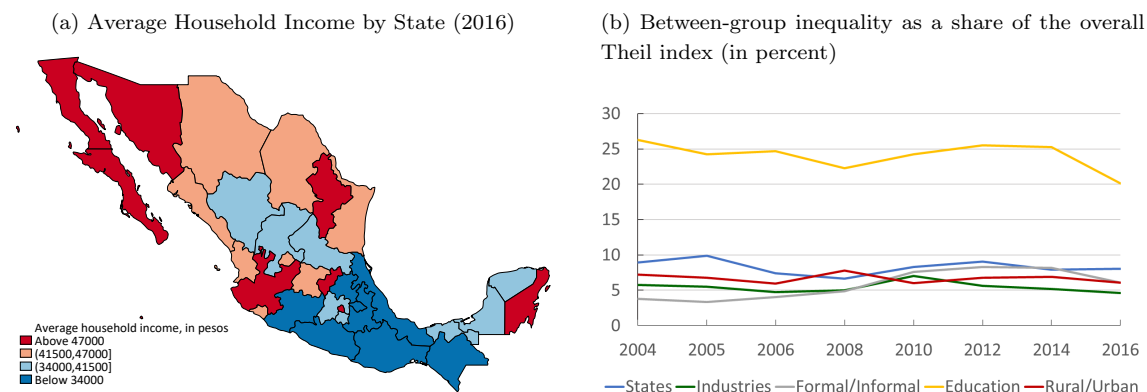 (a) Average Household Income by State (2016)
Average household income, in pesos
Above 47000
(41500,47000]
(34000,41500]
Below 34000
(b) Between-group inequality as a share of the overall
Theil index (in percent)
30
25
20
15
10
5
0
2004 2005 2006 2008 2010 2012 2014 2016
States Industries Formal/Informal Education Rural/Urban